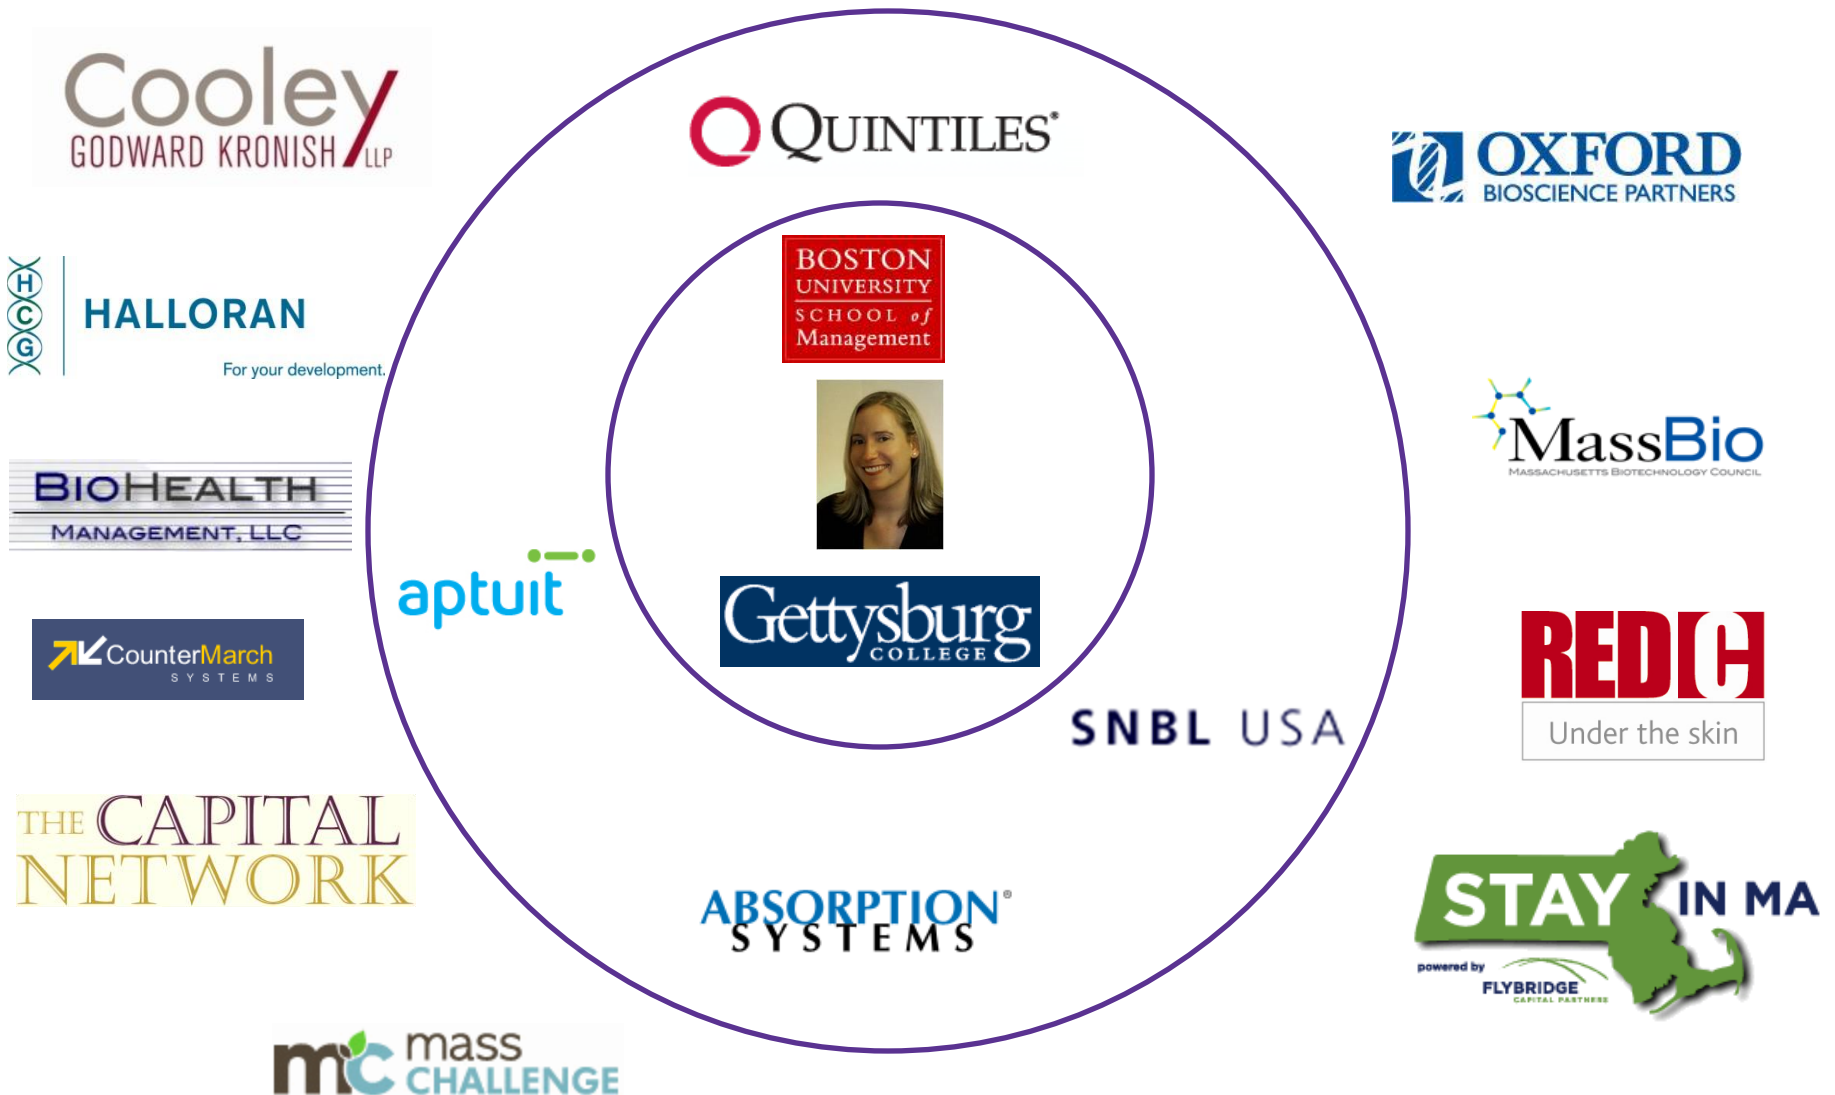 Cooley
GODWARD KRONISH LLP
QUINTILES®
OXFORD
BIOSCIENCE PARTNERS
BOSTON
UNIVERSITY
SCHOOL of
Management
H
C
G
HALLORAN
For your development.
MassBio
MASSACHUSETTS BIOTECHNOLOGY COUNCIL
BIOHEALTH
MANAGEMENT, LLC
aptuit
Gettysburg
COLLEGE
CounterMarch
SYSTEMS
RED C
Under the skin
SNBL USA
THE CAPITAL
NETWORK
STAY IN MA
powered by
FLYBRIDGE
CAPITAL PARTNERS
ABSORPTION®
SYSTEMS
mc mass
CHALLENGE